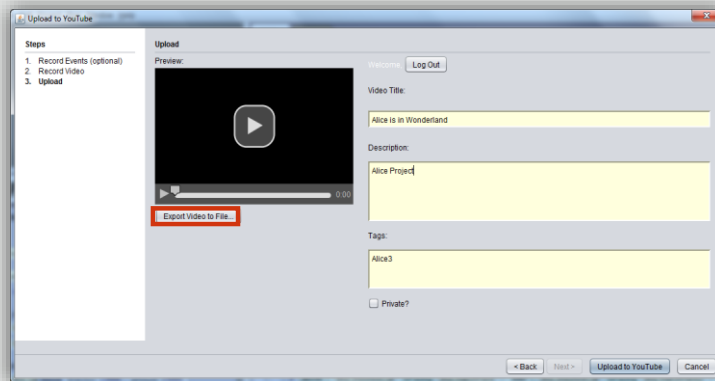 Upload to YouTube
Steps
1. Record Events (optional)
2. Record Video
3. Upload
Upload
Preview:
0:00
Export Video to File...
Welcome, Log Out
Video Title:
Alice is in Wonderland
Description:
Alice Project
Tags:
Alice3
Private?
< Back Next > Upload to YouTube Cancel